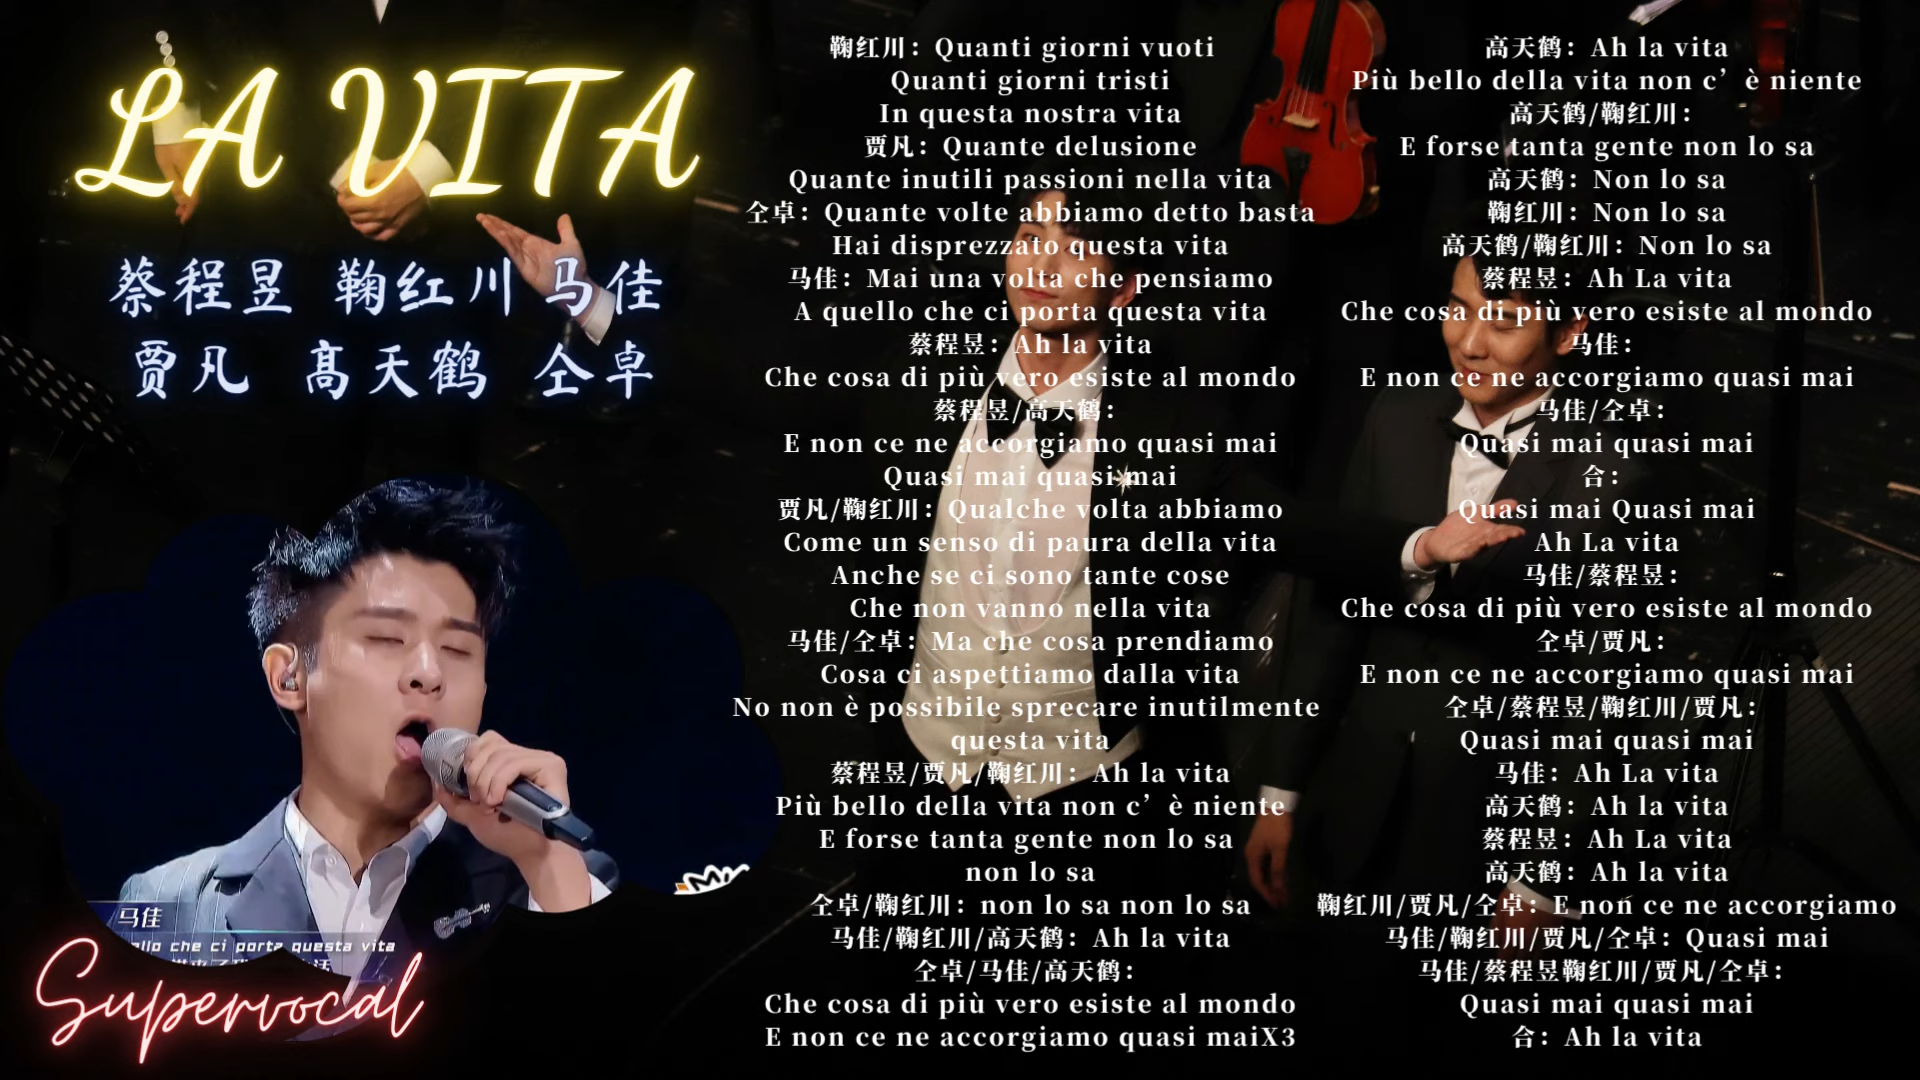 LA VITA
蔡程昱 鞠红川 马佳
贾凡 高天鹤 仝卓
马佳
che ci porta questa vita
Supervocal
鞠红川：Quanti giorni vuoti
Quanti giorni tristi
In questa nostra vita
贾凡：Quante delusione
Quante inutili passioni nella vita
仝卓：Quante volte abbiamo detto basta
Hai disprezzato questa vita
马佳：Mai una volta che pensiamo
A quello che ci porta questa vita
蔡程昱：Ah la vita
Che cosa di più vero esiste al mondo
蔡程昱/高天鹤：
E non ce ne accorgiamo quasi mai
Quasi mai quasi mai
贾凡/鞠红川：Qualche volta abbiamo
Come un senso di paura della vita
Anche se ci sono tante cose
Che non vanno nella vita
马佳/仝卓：Ma che cosa prendiamo
Cosa ci aspettiamo dalla vita
No non è possibile sprecare inutilmente
questa vita
蔡程昱/贾凡/鞠红川：Ah la vita
Più bello della vita non c’è niente
E forse tanta gente non lo sa
non lo sa
仝卓/鞠红川：non lo sa non lo sa
马佳/鞠红川/高天鹤：Ah la vita
仝卓/马佳/高天鹤：
Che cosa di più vero esiste al mondo
E non ce ne accorgiamo quasi maiX3
高天鹤：Ah la vita
Più bello della vita non c’è niente
高天鹤/鞠红川：
E forse tanta gente non lo sa
高天鹤：Non lo sa
鞠红川：Non lo sa
高天鹤/鞠红川：Non lo sa
蔡程昱：Ah La vita
Che cosa di più vero esiste al mondo
马佳：
E non ce ne accorgiamo quasi mai
马佳/仝卓：
Quasi mai quasi mai
合：
Quasi mai Quasi mai
Ah La vita
马佳/蔡程昱：
Che cosa di più vero esiste al mondo
仝卓/贾凡：
E non ce ne accorgiamo quasi mai
仝卓/蔡程昱/鞠红川/贾凡：
Quasi mai quasi mai
马佳：Ah La vita
高天鹤：Ah la vita
蔡程昱：Ah La vita
高天鹤：Ah la vita
鞠红川/贾凡/仝卓：E non ce ne accorgiamo
马佳/鞠红川/贾凡/仝卓：Quasi mai
马佳/蔡程昱鞠红川/贾凡/仝卓：
Quasi mai quasi mai
合：Ah la vita